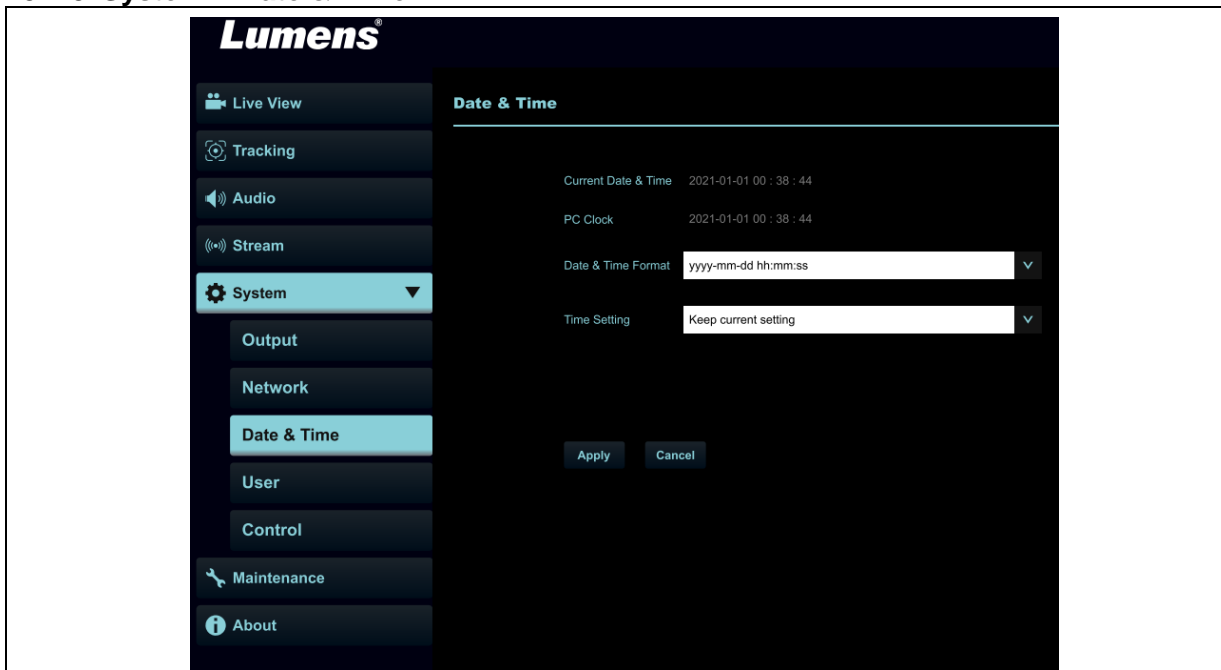 Lumens®
Live View
Tracking
Audio
Stream
System
Output
Network
Date & Time
User
Control
Maintenance
About
Date & Time
Current Date & Time 2021-01-01 00 : 38 : 44
PC Clock 2021-01-01 00 : 38 : 44
Date & Time Format yyyy-mm-dd hh:mm:ss
Time Setting Keep current setting
Apply Cancel